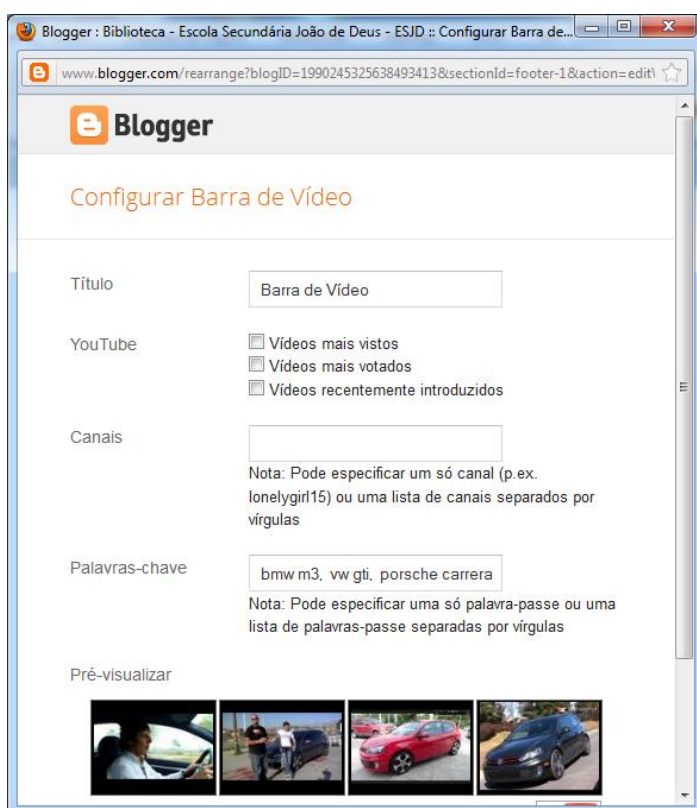 Blogger : Biblioteca - Escola Secundária João de Deus - ESJD :: Configurar Barra de...
www.blogger.com/rearrange?blogID=1990245325638493413&sectionId=footer-1&action=edit\
Blogger
Configurar Barra de Vídeo
Título
Barra de Vídeo
YouTube
Vídeos mais vistos
Vídeos mais votados
Vídeos recentemente introduzidos
Canais
Nota: Pode especificar um só canal (p.ex.
lonelygirl15) ou uma lista de canais separados por
vírgulas
Palavras-chave
bmw m3, vw gti, porsche carrera
Nota: Pode especificar uma só palavra-passe ou uma
lista de palavras-passe separadas por vírgulas
Pré-visualizar